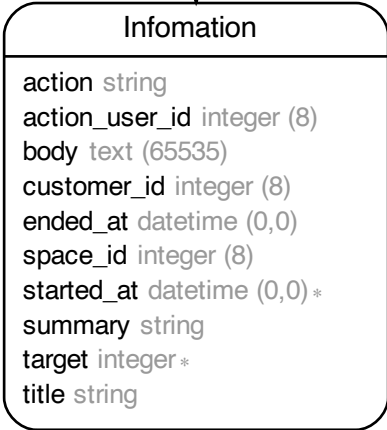 Infomation
action string
action_user_id integer (8)
body text (65535)
customer_id integer (8)
ended_at datetime (0,0)
space_id integer (8)
started_at datetime (0,0) *
summary string
target integer *
title string